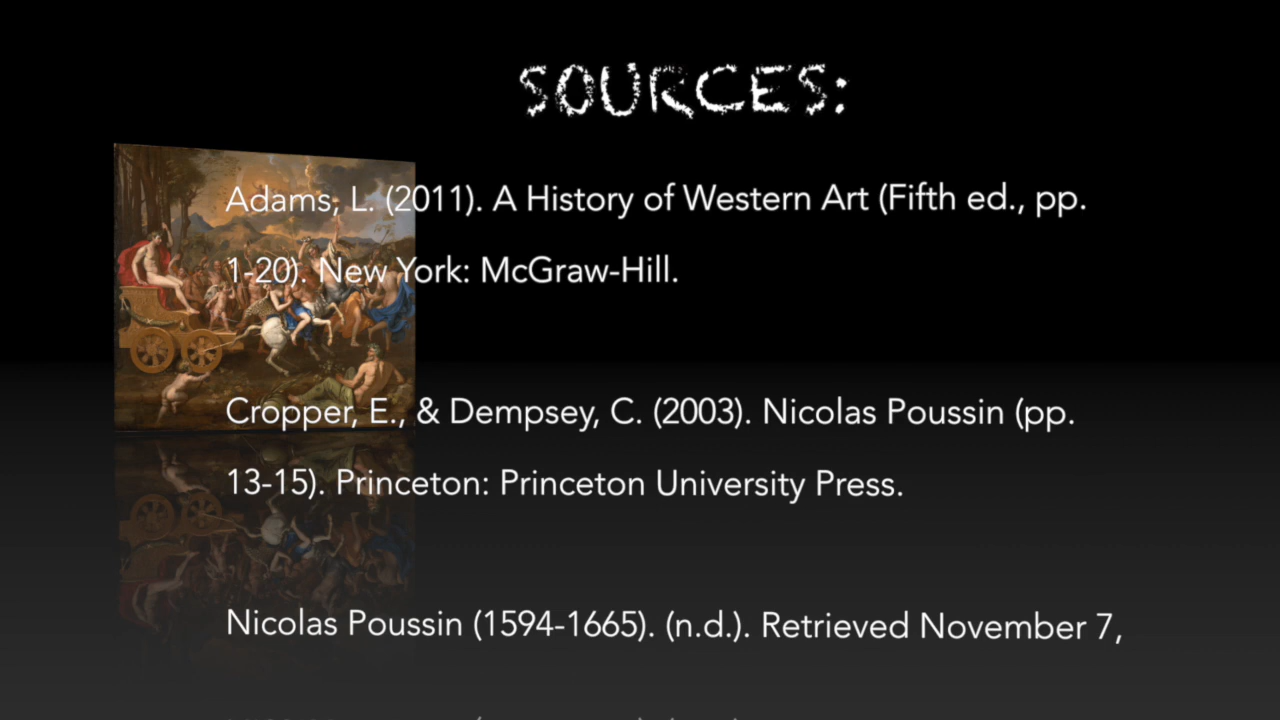 SOURCES:
Adams, L. (2011). A History of Western Art (Fifth ed., pp.
1-20). New York: McGraw-Hill.
Cropper, E., & Dempsey, C. (2003). Nicolas Poussin (pp.
13-15). Princeton: Princeton University Press.
Nicolas Poussin (1594-1665). (n.d.). Retrieved November 7,